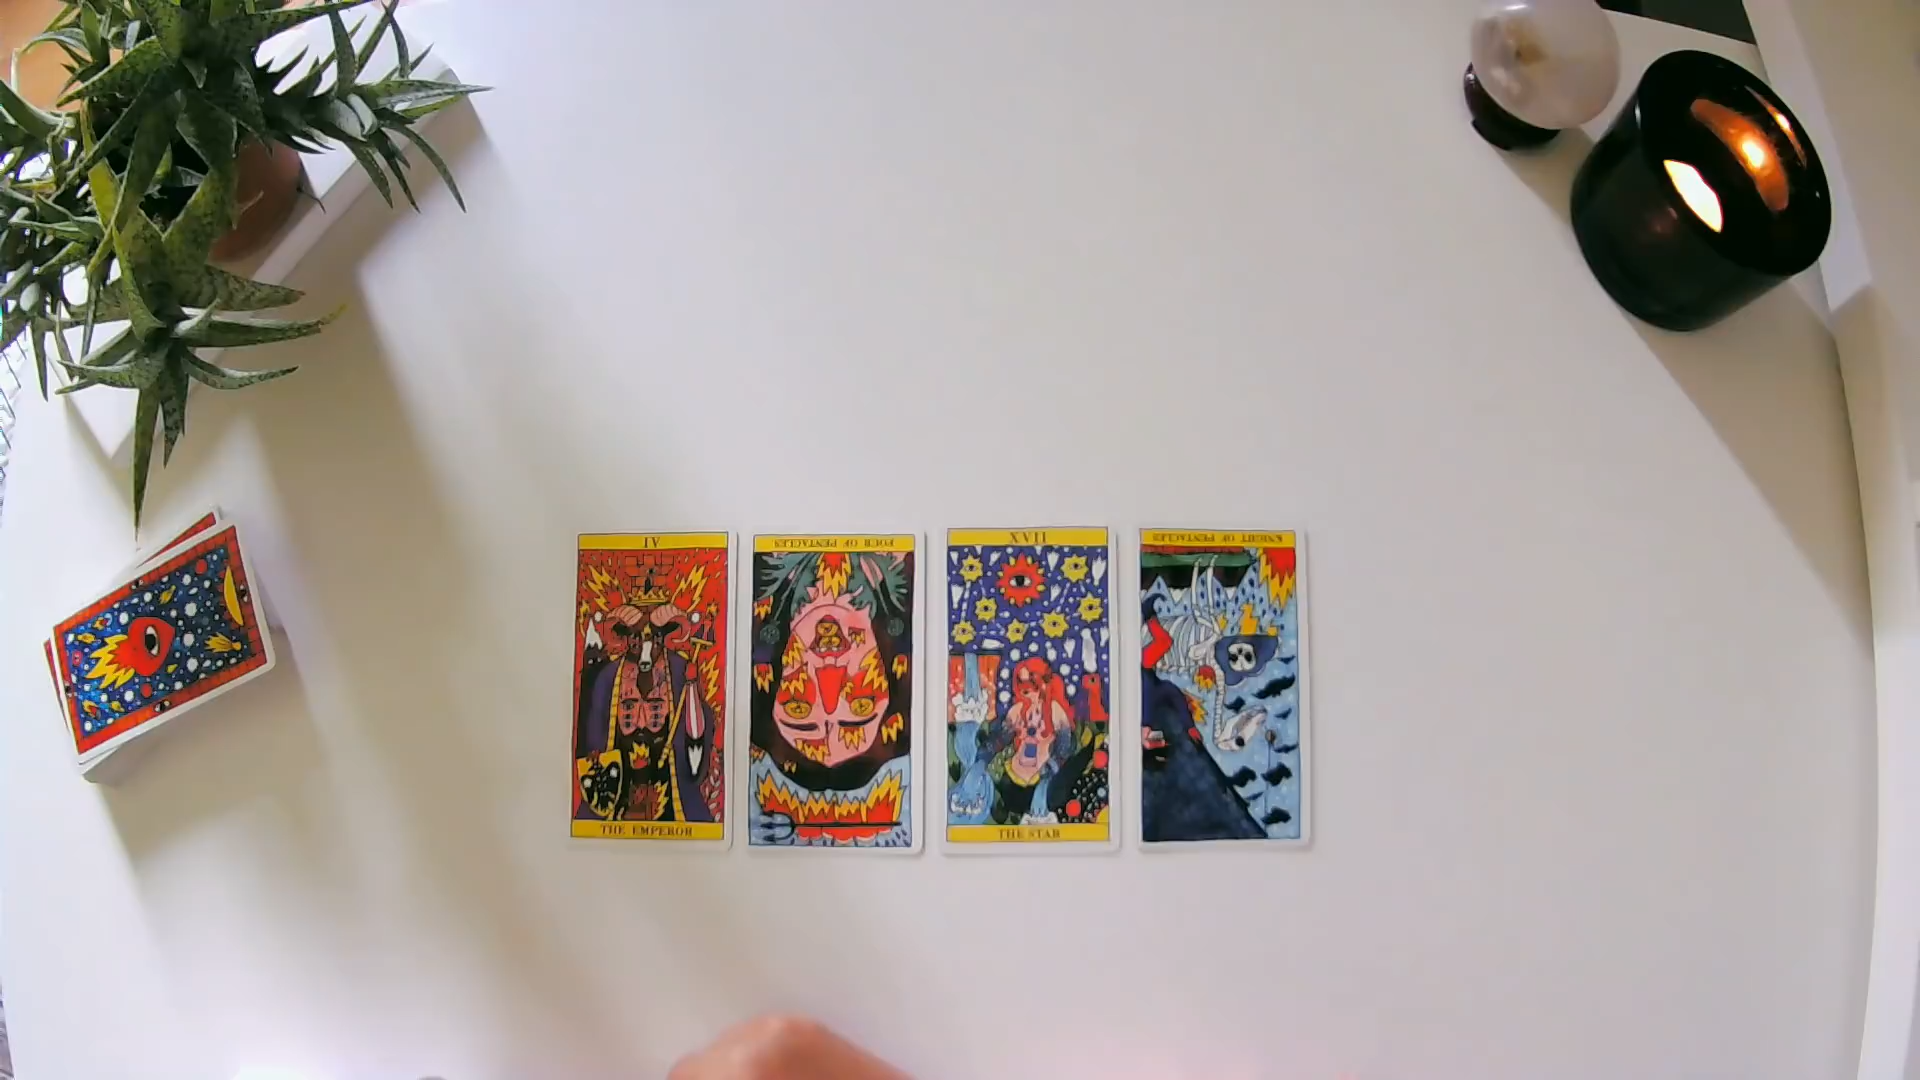 IV
FOUR OF PENTACLES
XVII
KNIGHT OF PENTACLES
THE EMPEROR
THE STAR